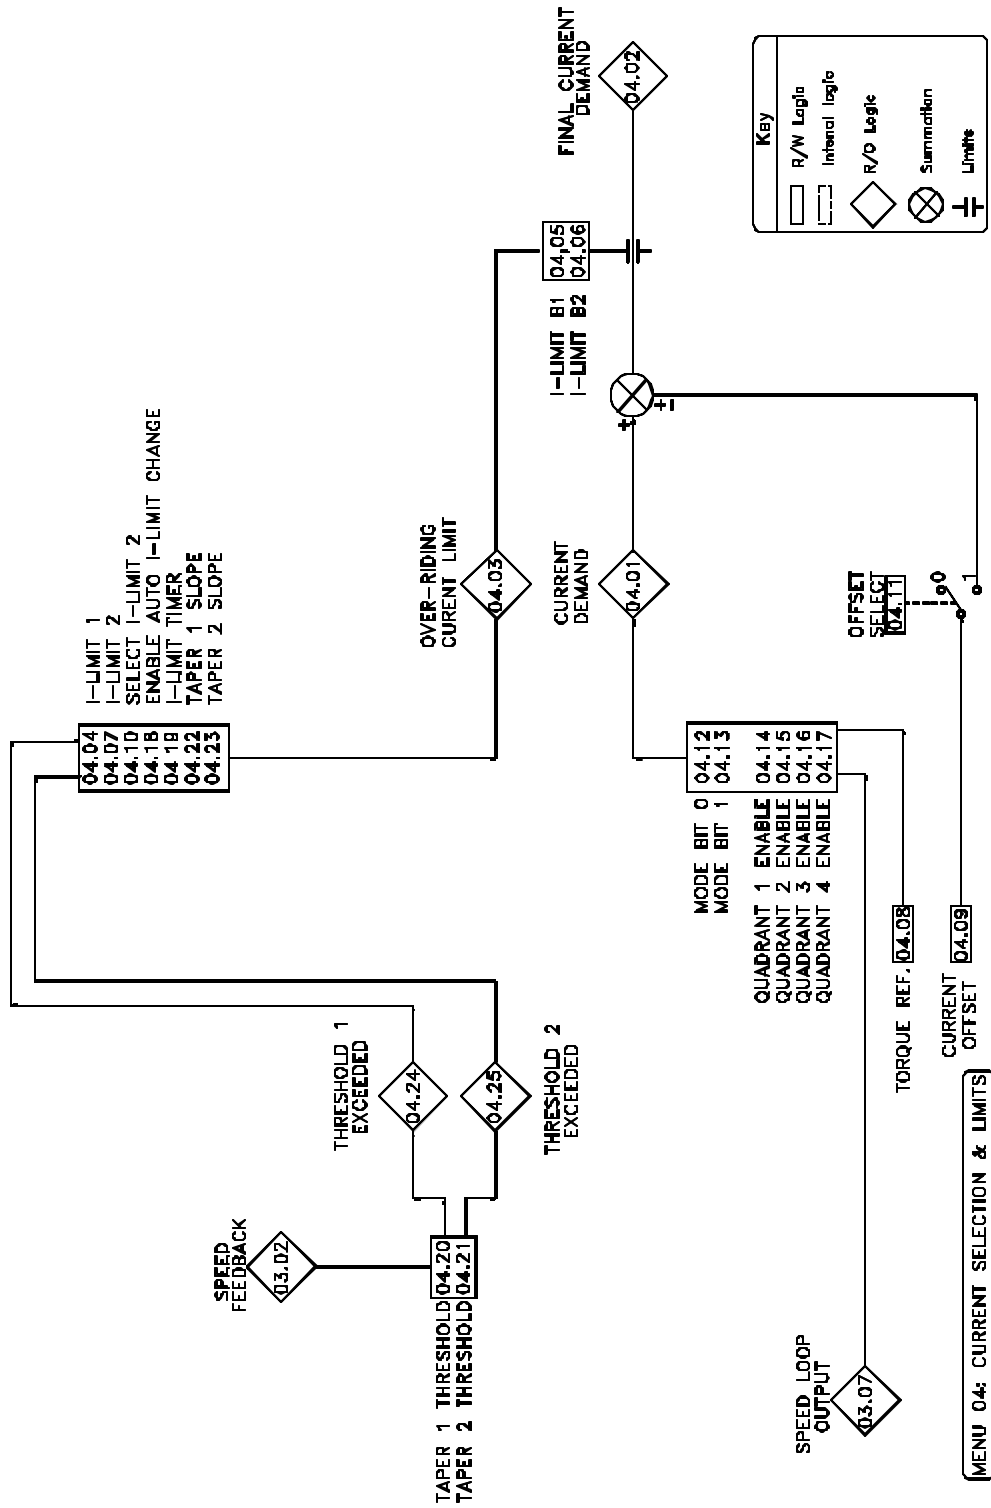 SPEED
FEEDBACK
03.02
TAPER 1 THRESHOLD 04.20
TAPER 2 THRESHOLD 04.21
THRESHOLD 1
EXCEEDED
04.24
04.25
THRESHOLD 2
EXCEEDED
04.04 I-LIMIT 1
04.07 I-LIMIT 2
04.10 SELECT I-LIMIT 2
04.18 ENABLE AUTO I-LIMIT CHANGE
04.19 I-LIMIT TIMER
04.22 TAPER 1 SLOPE
04.23 TAPER 2 SLOPE
OVER-RIDING
CURENT LIMIT
04.03
I-LIMIT B1 04.05
I-LIMIT B2 04.06
FINAL CURRENT
DEMAND
04.02
CURRENT
DEMAND
04.01
+
+
-
MODE BIT 0 04.12
MODE BIT 1 04.13
QUADRANT 1 ENABLE 04.14
QUADRANT 2 ENABLE 04.15
QUADRANT 3 ENABLE 04.16
QUADRANT 4 ENABLE 04.17
SPEED LOOP
OUTPUT
03.07
TORQUE REF. 04.08
CURRENT
OFFSET
04.09
OFFSET
SELECT
04.11
0
1
Key
R/W Logic
Internal logic
R/O Logic
Summation
Limits
MENU 04: CURRENT SELECTION & LIMITS